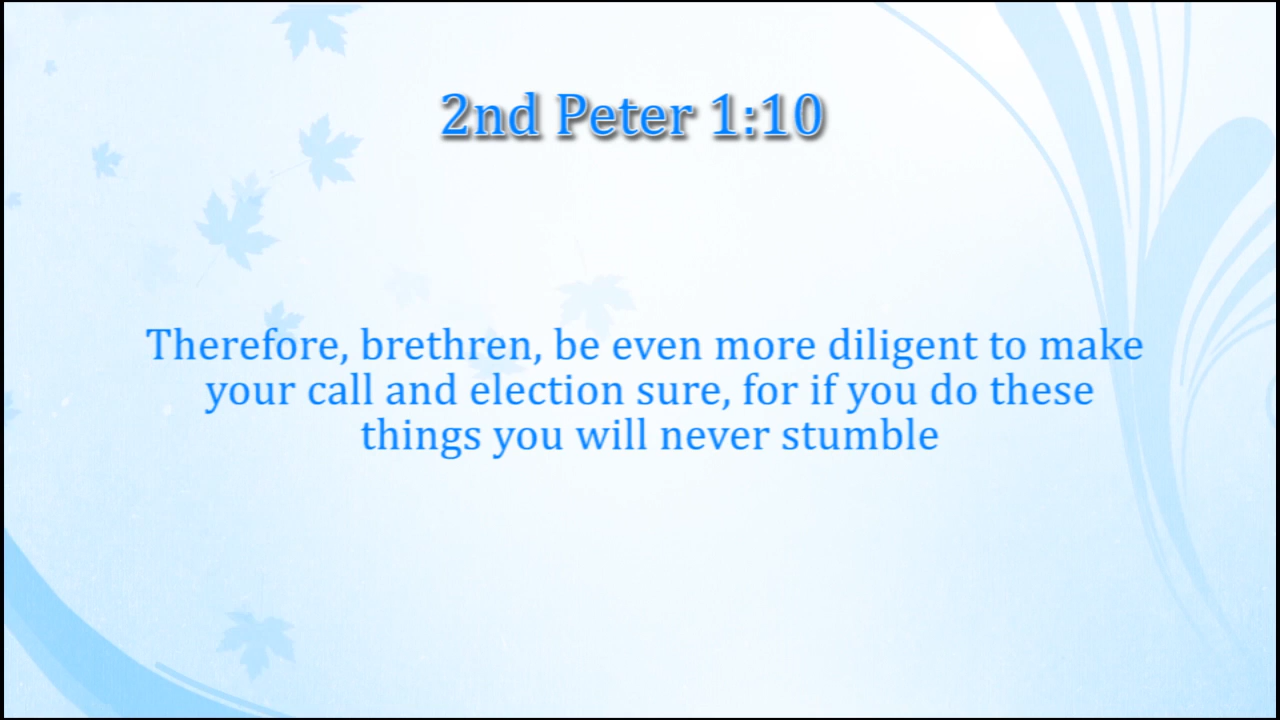 2nd Peter 1:10
Therefore, brethren, be even more diligent to make
your call and election sure, for if you do these
things you will never stumble